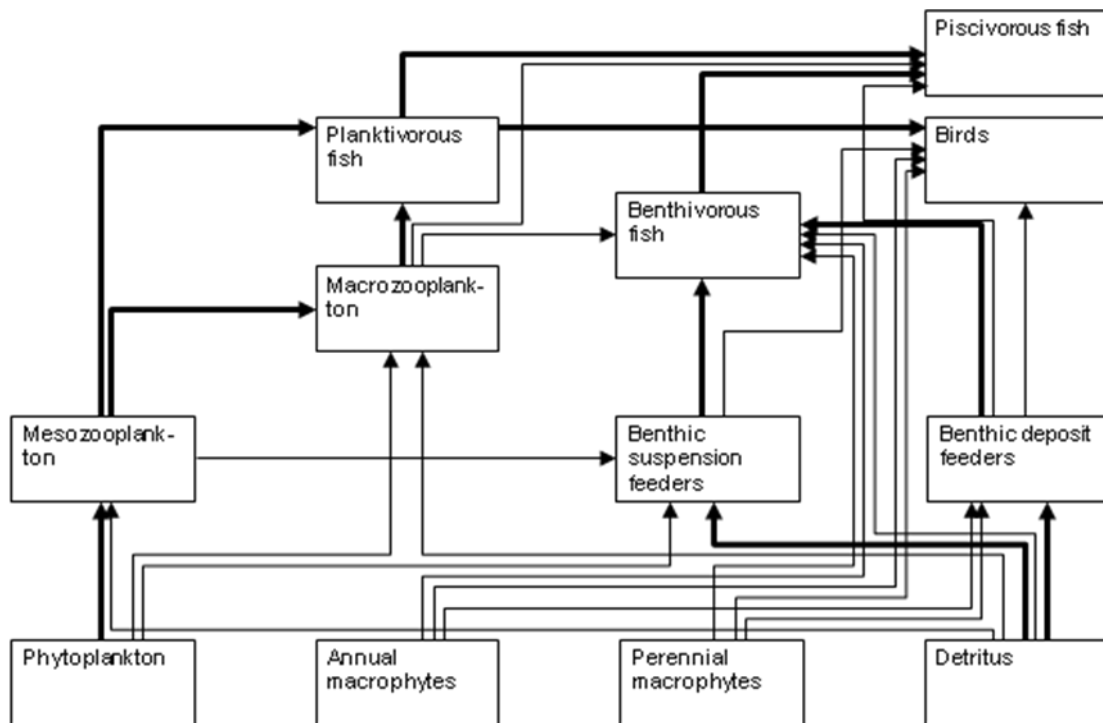 Piscivorous fish
Planktivorous
fish
Birds
Benthivorous
fish
Macrozooplank-
ton
Mesozooplank-
ton
Benthic
suspension
feeders
Benthic deposit
feeders
Phytoplankton
Annual
macrophytes
Perennial
macrophytes
Detritus